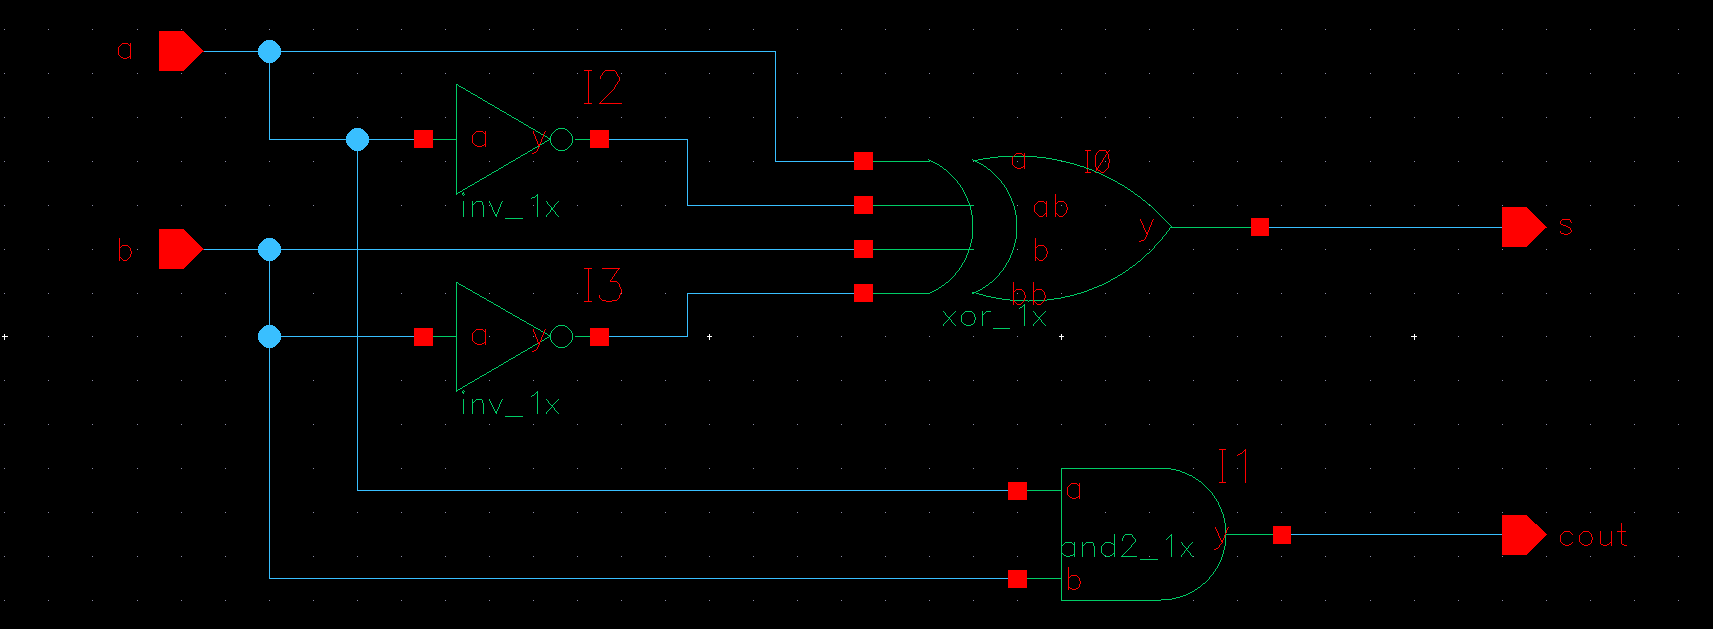 a
I2
a y
inv_1x
a I0
ab
y
s
b
b
I3
bb
xor_1x
a y
inv_1x
I1
a
y
cout
and2_1x
b